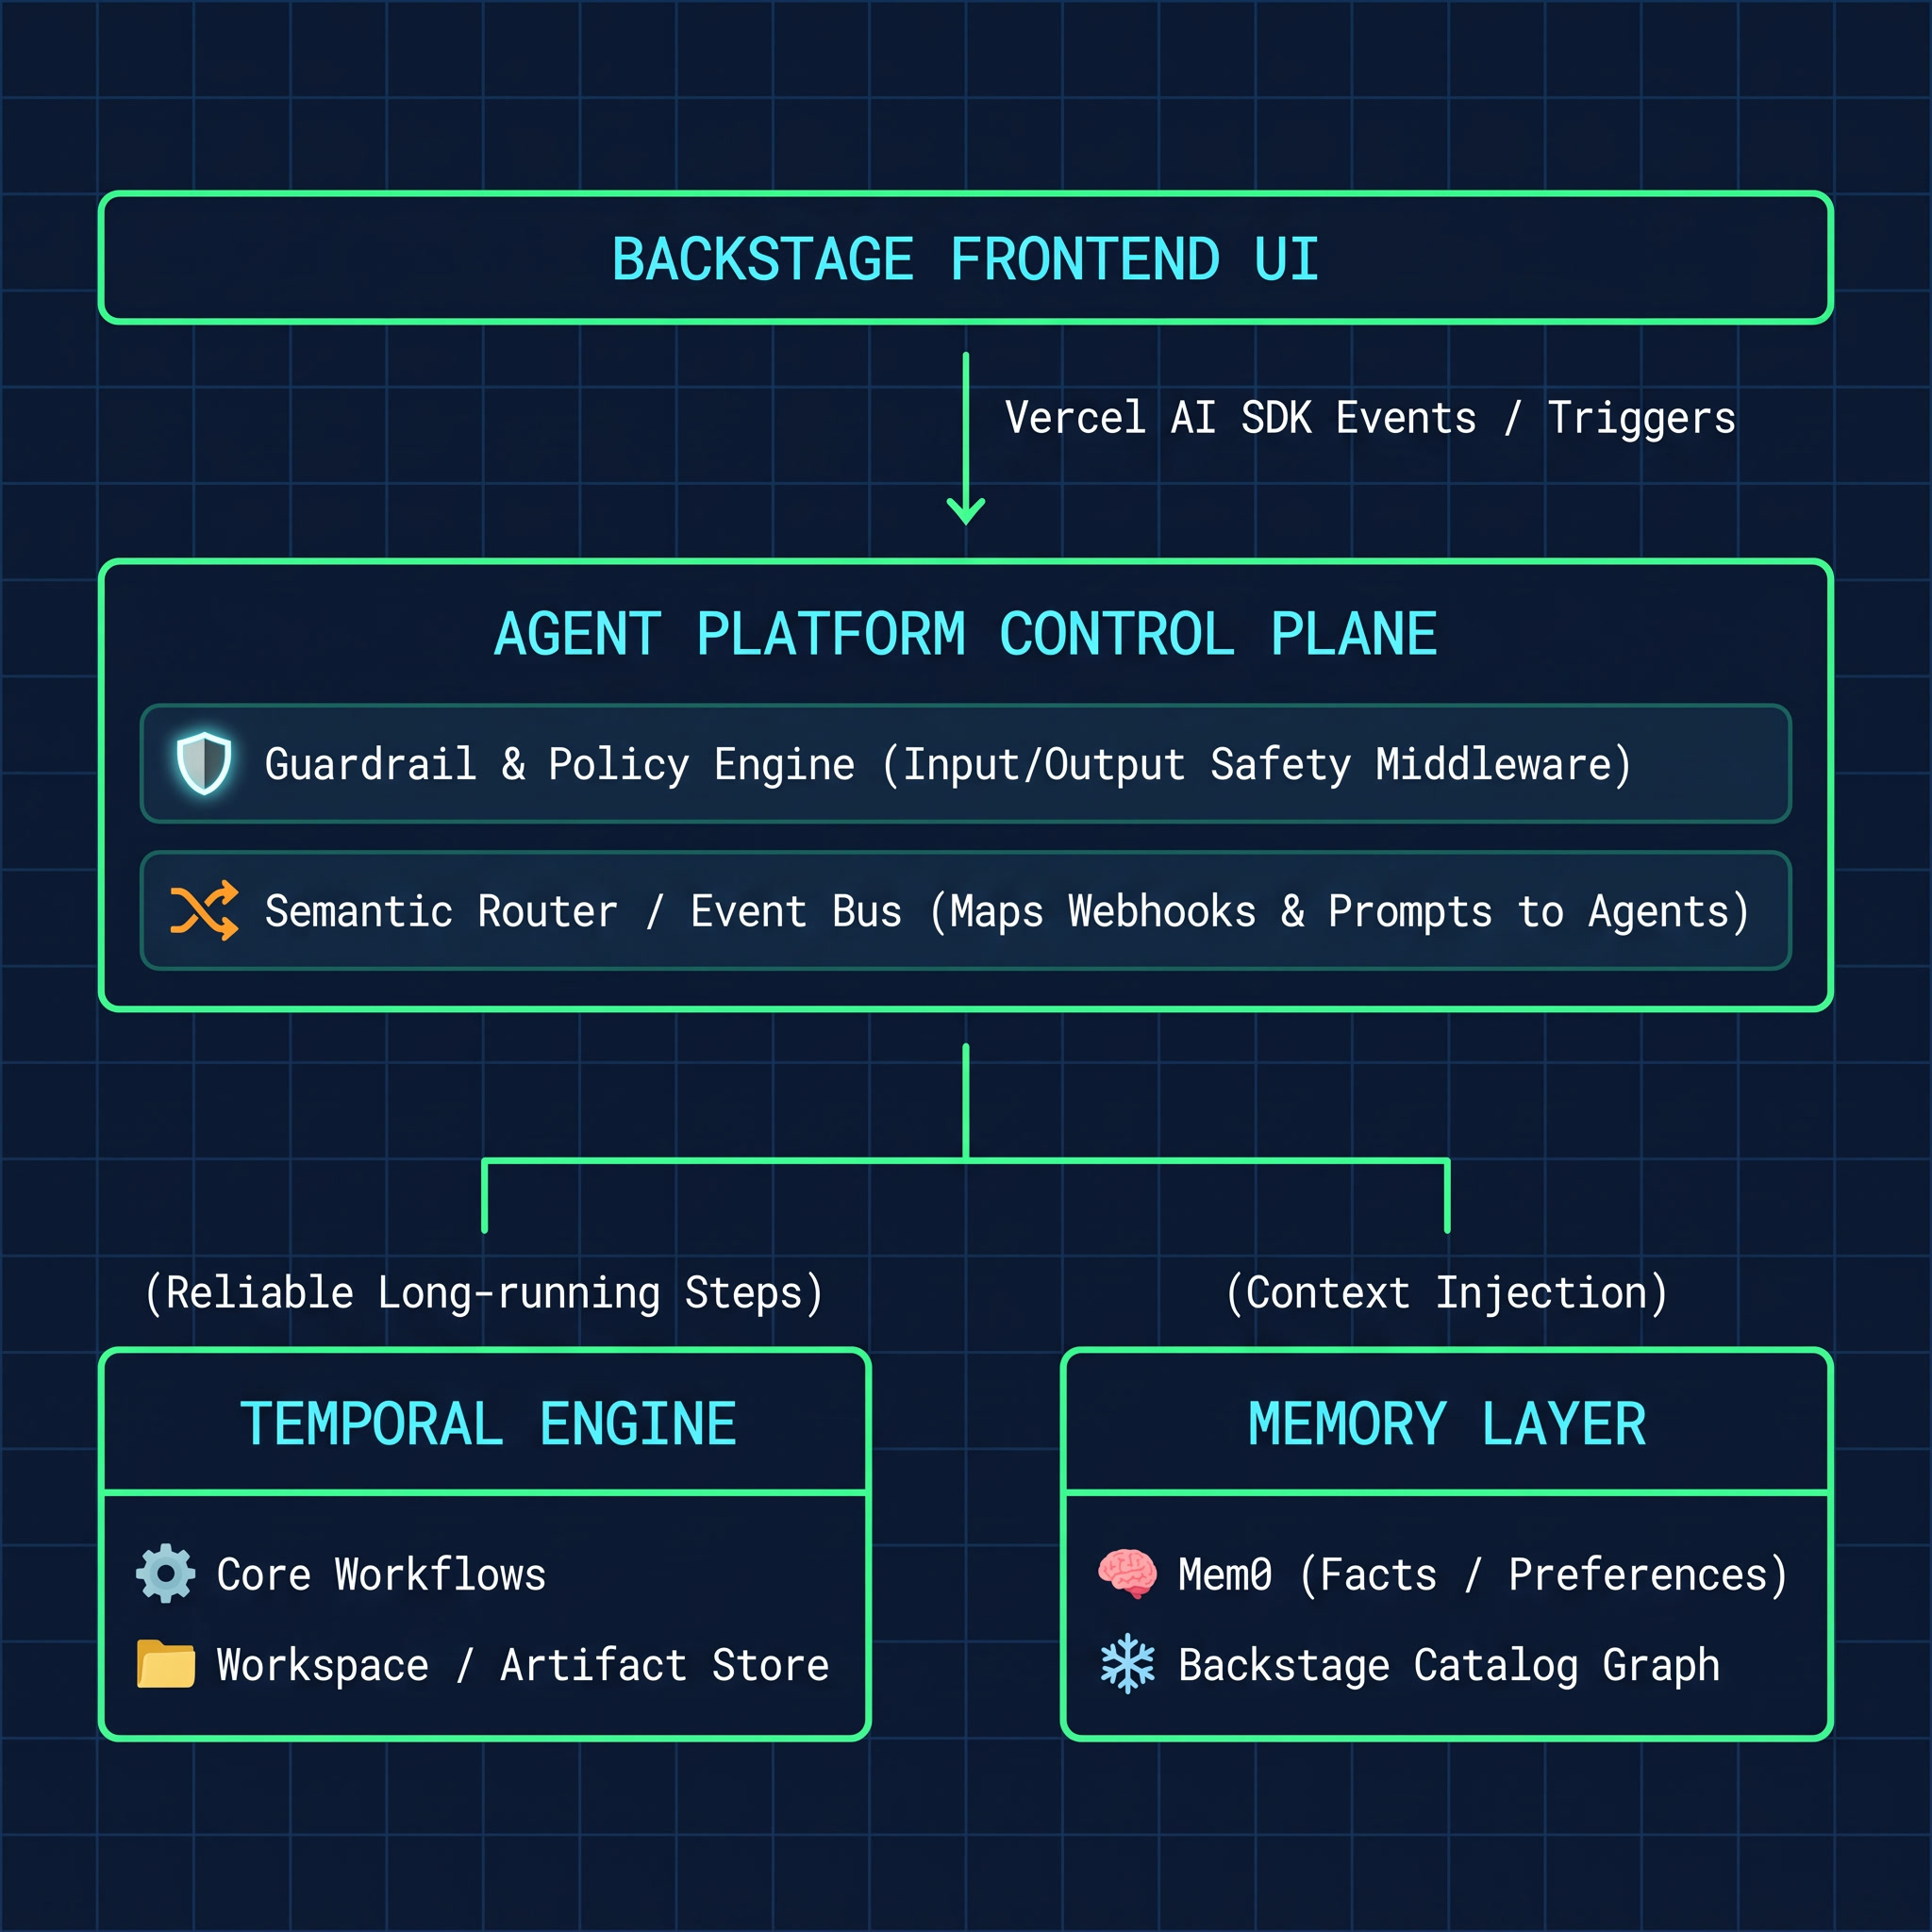 BACKSTAGE FRONTEND UI
Vercel AI SDK Events / Triggers
AGENT PLATFORM CONTROL PLANE
Guardrail & Policy Engine (Input/Output Safety Middleware)
Semantic Router / Event Bus (Maps Webhooks & Prompts to Agents)
(Reliable Long-running Steps)
(Context Injection)
TEMPORAL ENGINE
MEMORY LAYER
Core Workflows
Workspace / Artifact Store
Mem0 (Facts / Preferences)
Backstage Catalog Graph